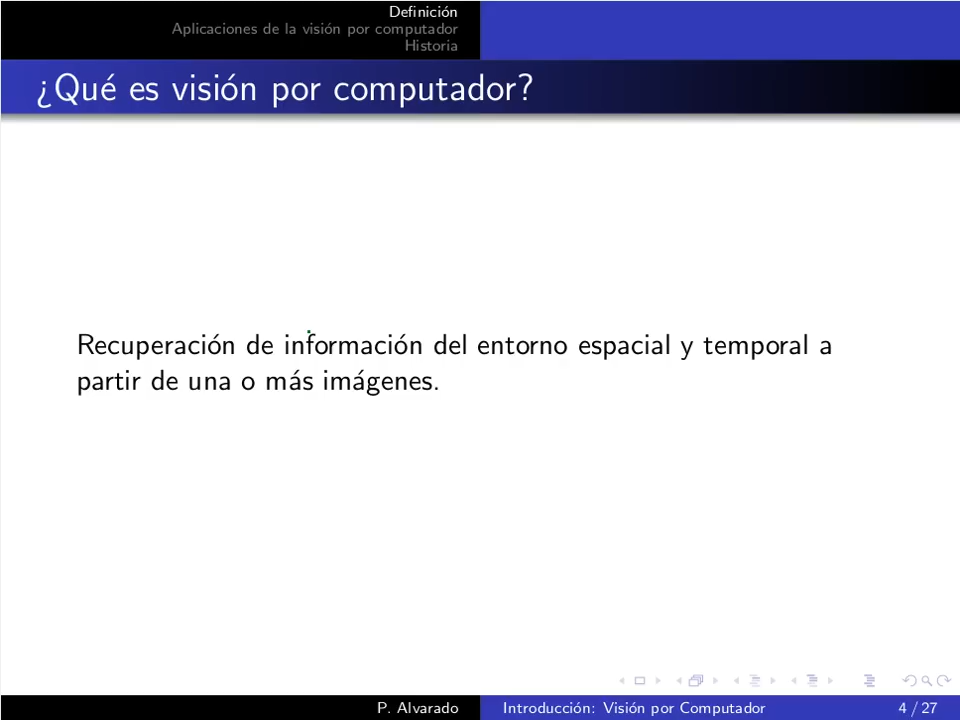 Definición
Aplicaciones de la visión por computador
Historia
¿Qué es visión por computador?
Recuperación de información del entorno espacial y temporal a
partir de una o más imágenes.
P. Alvarado
Introducción: Visión por Computador
4 / 27